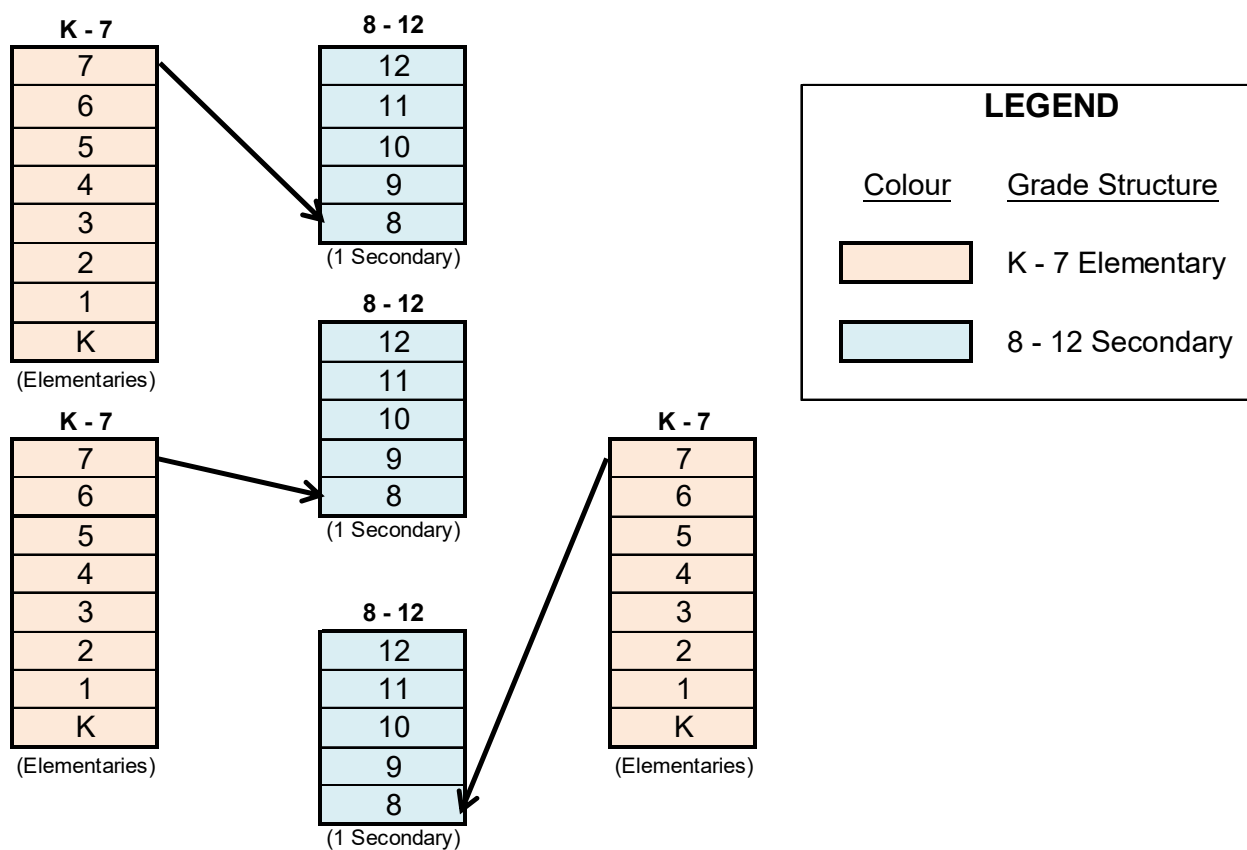 K - 7
7
6
5
4
3
2
1
K
(Elementaries)
8 - 12
12
11
10
9
8
(1 Secondary)
LEGEND
Colour Grade Structure
K - 7 Elementary
8 - 12 Secondary
8 - 12
12
11
10
9
8
(1 Secondary)
K - 7
7
6
5
4
3
2
1
K
(Elementaries)
8 - 12
12
11
10
9
8
(1 Secondary)
K - 7
7
6
5
4
3
2
1
K
(Elementaries)